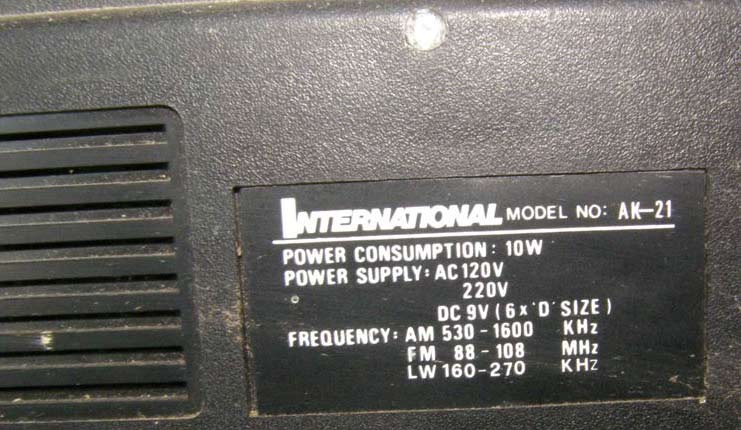 INTERNATIONAL MODEL NO: AK-21
POWER CONSUMPTION: 10W
POWER SUPPLY: AC 120V
220V
DC 9V (6x'D'SIZE)
FREQUENCY: AM 530-1600 KHz
FM 88-108 MHz
LW 160-270 KHz